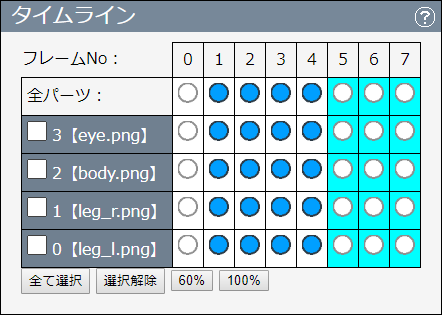 タイムライン ?
フレームNo： 0 1 2 3 4 5 6 7
全パーツ：
3【eye.png】
2【body.png】
1【leg_r.png】
0【leg_l.png】
全て選択 選択解除 60% 100%